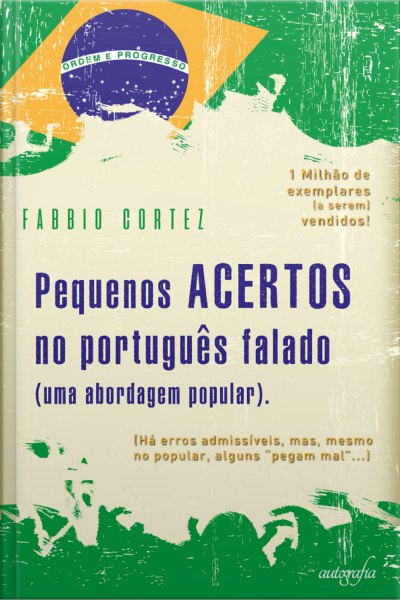 ORDEM E PROGRESSO
1 Milhão de
exemplares
(a serem)
vendidos!
FABBIO CORTEZ
Pequenos ACERTOS
no português falado
(uma abordagem popular).
(Há erros admissíveis, mas, mesmo
no popular, alguns "pegam mal"...)
autografia